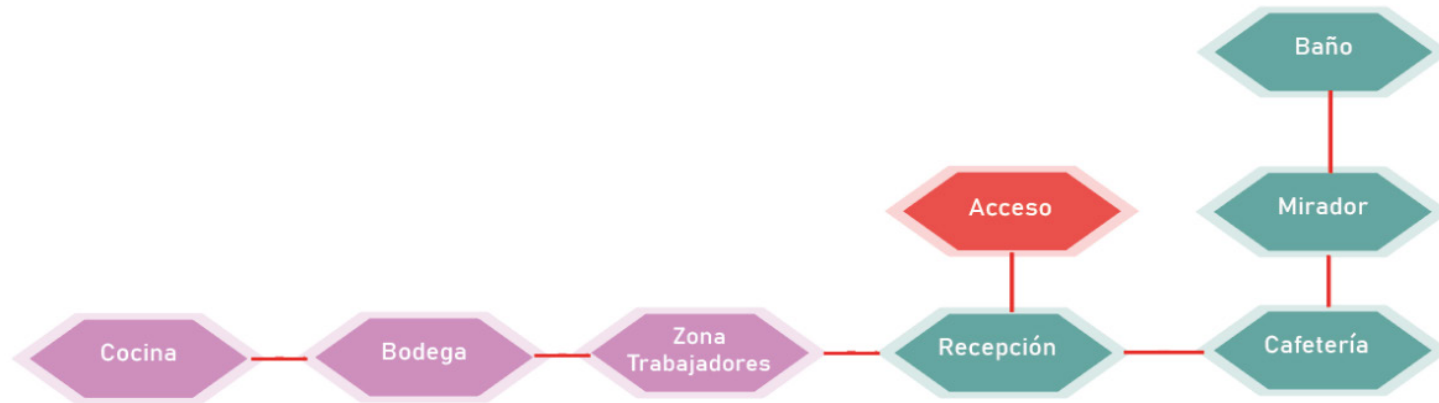 Baño
Acceso
Mirador
Cocina
Bodega
Zona
Trabajadores
Recepción
Cafetería